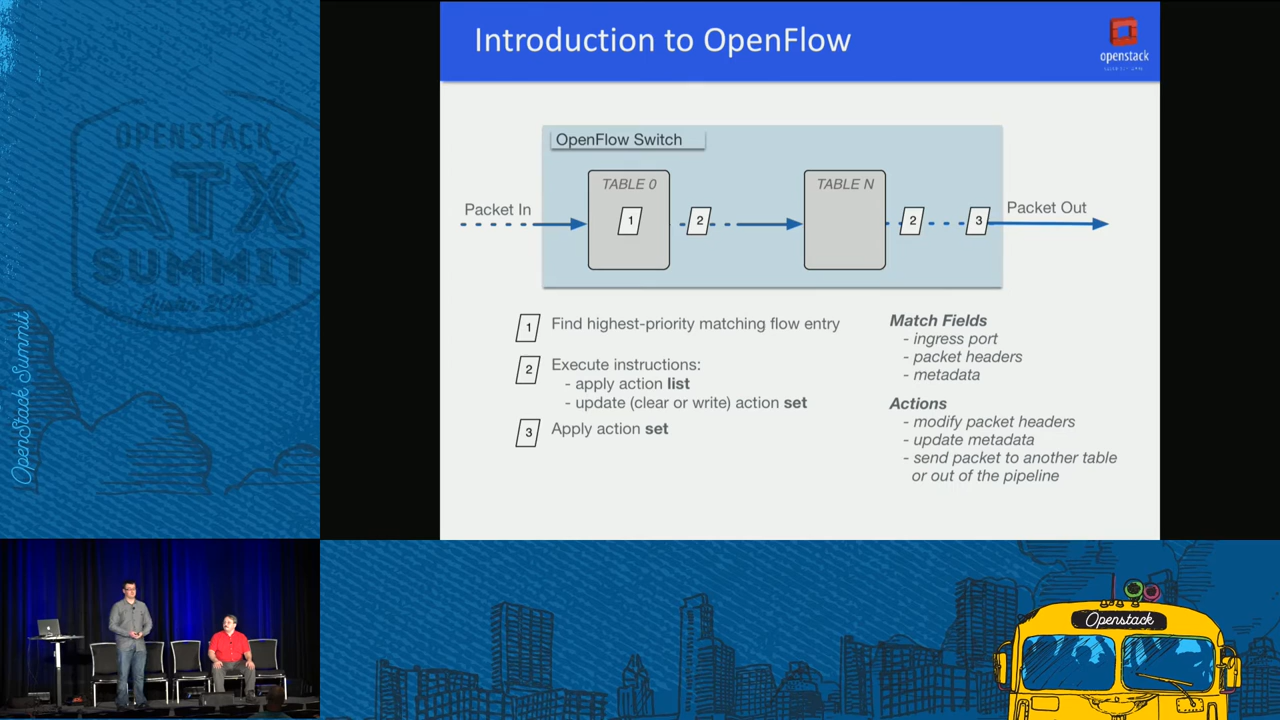 Introduction to OpenFlow
openstack
OpenFlow Switch
TABLE 0
TABLE N
Packet In
Packet Out
1
2
2
3
1 Find highest-priority matching flow entry
2 Execute instructions:
- apply action list
- update (clear or write) action set
3 Apply action set
Match Fields
- ingress port
- packet headers
- metadata
Actions
- modify packet headers
- update metadata
- send packet to another table
or out of the pipeline
OPENSTACK
ATX
SUMMIT
Austin 2016
OpenStack Summit
Openstack